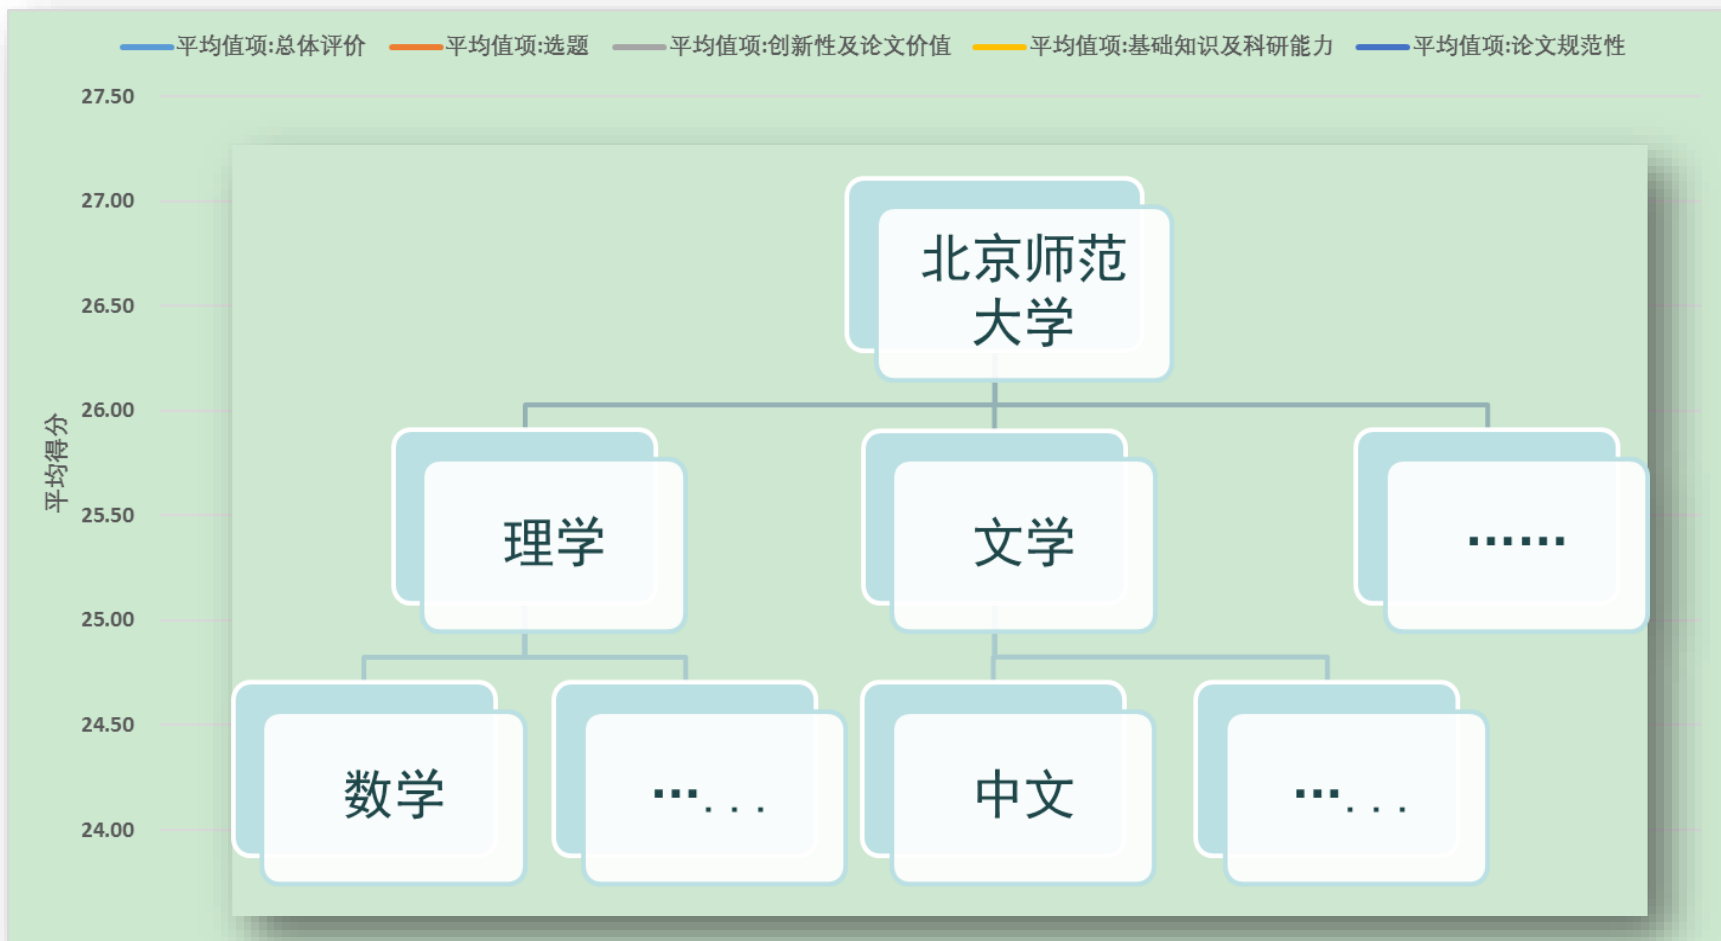 平均值项:总体评价 平均值项:选题 平均值项:创新性及论文价值 平均值项:基础知识及科研能力 平均值项:论文规范性
27.50
27.00
26.50
26.00
25.50
25.00
24.50
24.00
平均得分
北京师范
大学
理学 文学 ……
数学 …... 中文 …...